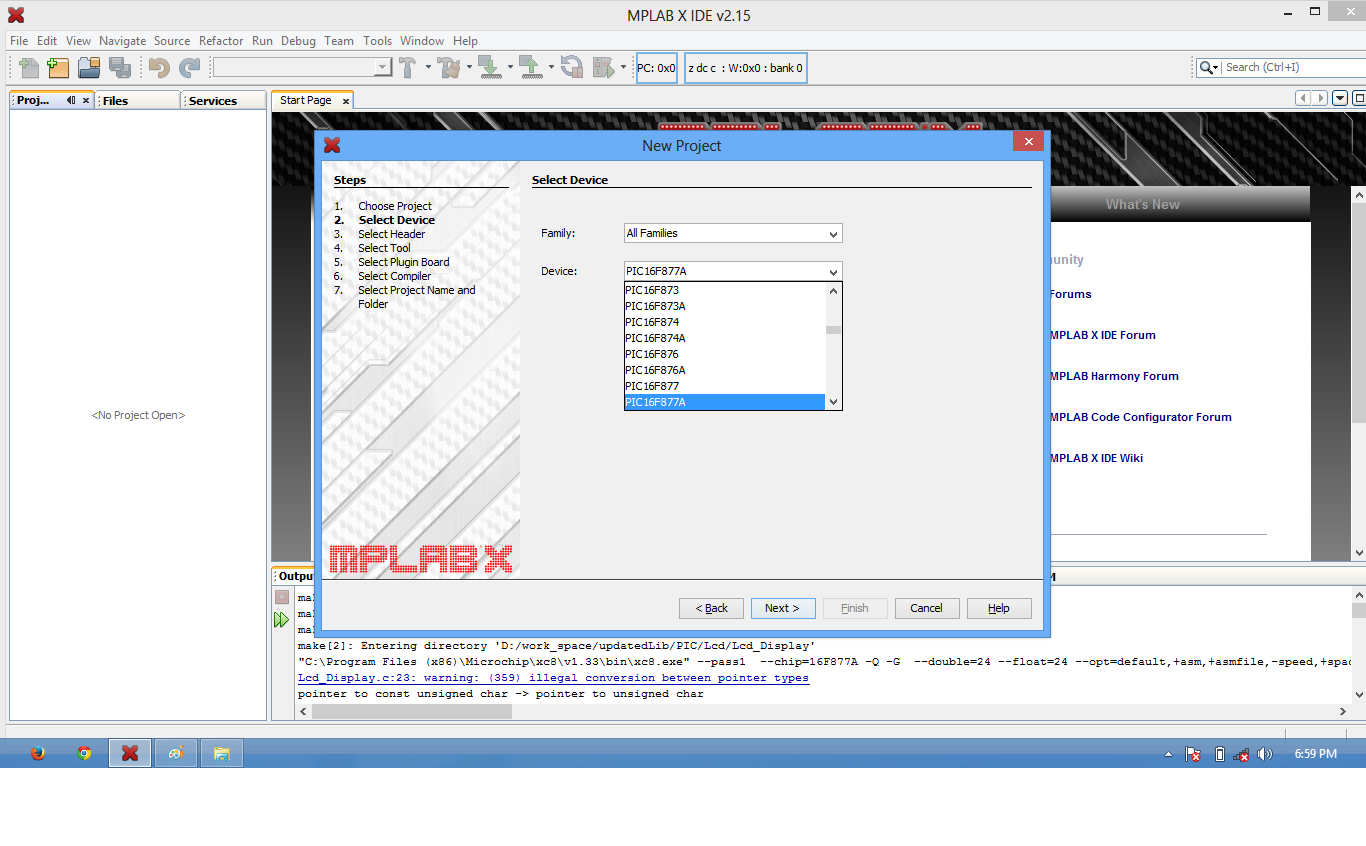 MPLAB X IDE v2.15
File Edit View Navigate Source Refactor Run Debug Team Tools Window Help
PC: 0x0
z dc c : W:0x0 : bank 0
Search (Ctrl+I)
Proj...
Files
Services
Start Page
New Project
Steps
1. Choose Project
2. Select Device
3. Select Header
4. Select Tool
5. Select Plugin Board
6. Select Compiler
7. Select Project Name and
Folder
MPLAB X
Select Device
Family: All Families
Device: PIC16F877A
PIC16F873
PIC16F873A
PIC16F874
PIC16F874A
PIC16F876
PIC16F876A
PIC16F877
PIC16F877A
< Back
Next >
Finish
Cancel
Help
<No Project Open>
What's New
Forums
MPLAB X IDE Forum
MPLAB Harmony Forum
MPLAB Code Configurator Forum
MPLAB X IDE Wiki
make[2]: Entering directory 'D:/work_space/updatedLib/PIC/Lcd/Lcd_Display'
"C:\Program Files (x86)\Microchip\xc8\v1.33\bin\xc8.exe" --pass1 --chip=16F877A -Q -G --double=24 --float=24 --opt=default,+asm,+asmfile,-speed,+spac
Lcd_Display.c:23: warning: (359) illegal conversion between pointer types
pointer to const unsigned char -> pointer to unsigned char
6:59 PM